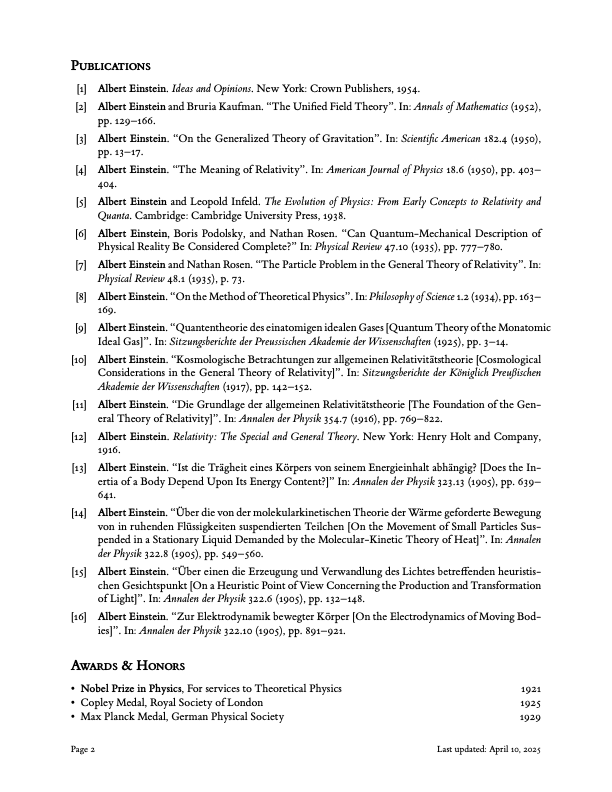 Publications
[1] Albert Einstein. Ideas and Opinions. New York: Crown Publishers, 1954.
[2] Albert Einstein and Bruria Kaufman. “The Unified Field Theory”. In: Annals of Mathematics (1952),
pp. 129–166.
[3] Albert Einstein. “On the Generalized Theory of Gravitation”. In: Scientific American 182.4 (1950),
pp. 13–17.
[4] Albert Einstein. “The Meaning of Relativity”. In: American Journal of Physics 18.6 (1950), pp. 403–
404.
[5] Albert Einstein and Leopold Infeld. The Evolution of Physics: From Early Concepts to Relativity and
Quanta. Cambridge: Cambridge University Press, 1938.
[6] Albert Einstein, Boris Podolsky, and Nathan Rosen. “Can Quantum-Mechanical Description of
Physical Reality Be Considered Complete?” In: Physical Review 47.10 (1935), pp. 777–780.
[7] Albert Einstein and Nathan Rosen. “The Particle Problem in the General Theory of Relativity”. In:
Physical Review 48.1 (1935), p. 73.
[8] Albert Einstein. “On the Method of Theoretical Physics”. In: Philosophy of Science 1.2 (1934), pp. 163–
169.
[9] Albert Einstein. “Quantentheorie des einatomigen idealen Gases [Quantum Theory of the Monatomic
Ideal Gas]”. In: Sitzungsberichte der Preussischen Akademie der Wissenschaften (1925), pp. 3–14.
[10] Albert Einstein. “Kosmologische Betrachtungen zur allgemeinen Relativitätstheorie [Cosmological
Considerations in the General Theory of Relativity]”. In: Sitzungsberichte der Königlich Preußischen
Akademie der Wissenschaften (1917), pp. 142–152.
[11] Albert Einstein. “Die Grundlage der allgemeinen Relativitätstheorie [The Foundation of the Gen-
eral Theory of Relativity]”. In: Annalen der Physik 354.7 (1916), pp. 769–822.
[12] Albert Einstein. Relativity: The Special and General Theory. New York: Henry Holt and Company,
1916.
[13] Albert Einstein. “Ist die Trägheit eines Körpers von seinem Energieinhalt abhängig? [Does the In-
ertia of a Body Depend Upon Its Energy Content?]” In: Annalen der Physik 323.13 (1905), pp. 639–
641.
[14] Albert Einstein. “Über die von der molekularkinetischen Theorie der Wärme geforderte Bewegung
von in ruhenden Flüssigkeiten suspendierten Teilchen [On the Movement of Small Particles Sus-
pended in a Stationary Liquid Demanded by the Molecular-Kinetic Theory of Heat]”. In: Annalen
der Physik 322.8 (1905), pp. 549–560.
[15] Albert Einstein. “Über einen die Erzeugung und Verwandlung des Lichtes betreffenden heuristis-
chen Gesichtspunkt [On a Heuristic Point of View Concerning the Production and Transformation
of Light]”. In: Annalen der Physik 322.6 (1905), pp. 132–148.
[16] Albert Einstein. “Zur Elektrodynamik bewegter Körper [On the Electrodynamics of Moving Bod-
ies]”. In: Annalen der Physik 322.10 (1905), pp. 891–921.
Awards & Honors
• Nobel Prize in Physics, For services to Theoretical Physics 1921
• Copley Medal, Royal Society of London 1925
• Max Planck Medal, German Physical Society 1929
Page 2 Last updated: April 10, 2025